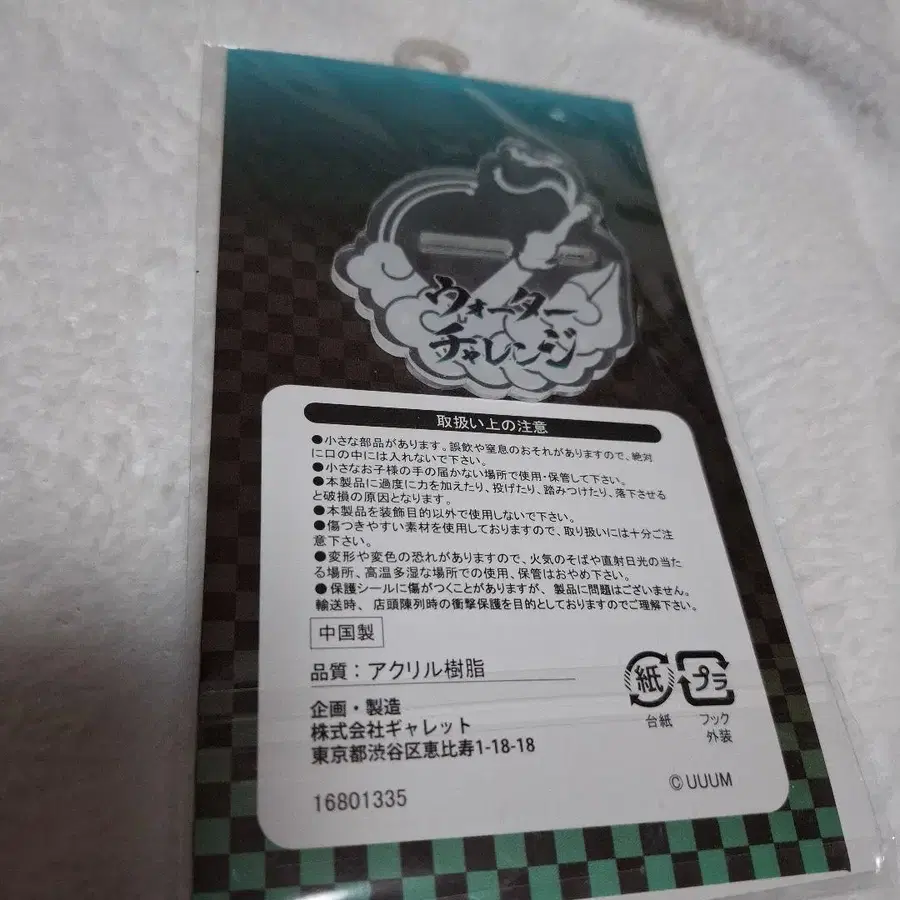 ウォーター
チャレンジ
取扱い上の注意
●小さな部品があります。誤飲や窒息のおそれがありますので、絶対
に口の中には入れないで下さい。
●小さなお子様の手の届かない場所で使用・保管して下さい。
●本製品に過度に力を加えたり、投げたり、踏みつけたり、落下させる
と破損の原因となります。
●本製品を装飾目的以外で使用しないで下さい。
●傷つきやすい素材を使用しておりますので、取り扱いには十分ご注
意下さい。
●変形や変色の恐れがありますので、火気のそばや直射日光の当た
る場所、高温多湿な場所での使用、保管はおやめ下さい。
●保護シールに傷がつくことがありますが、製品に問題はございません。
輸送時、店頭陳列時の衝撃保護を目的としておりますのでご理解下さい。
中国製
品質：アクリル樹脂
企画・製造
株式会社ギャレット
東京都渋谷区恵比寿1-18-18
16801335
紙
台紙
プラ
フック
外装
©UUUM